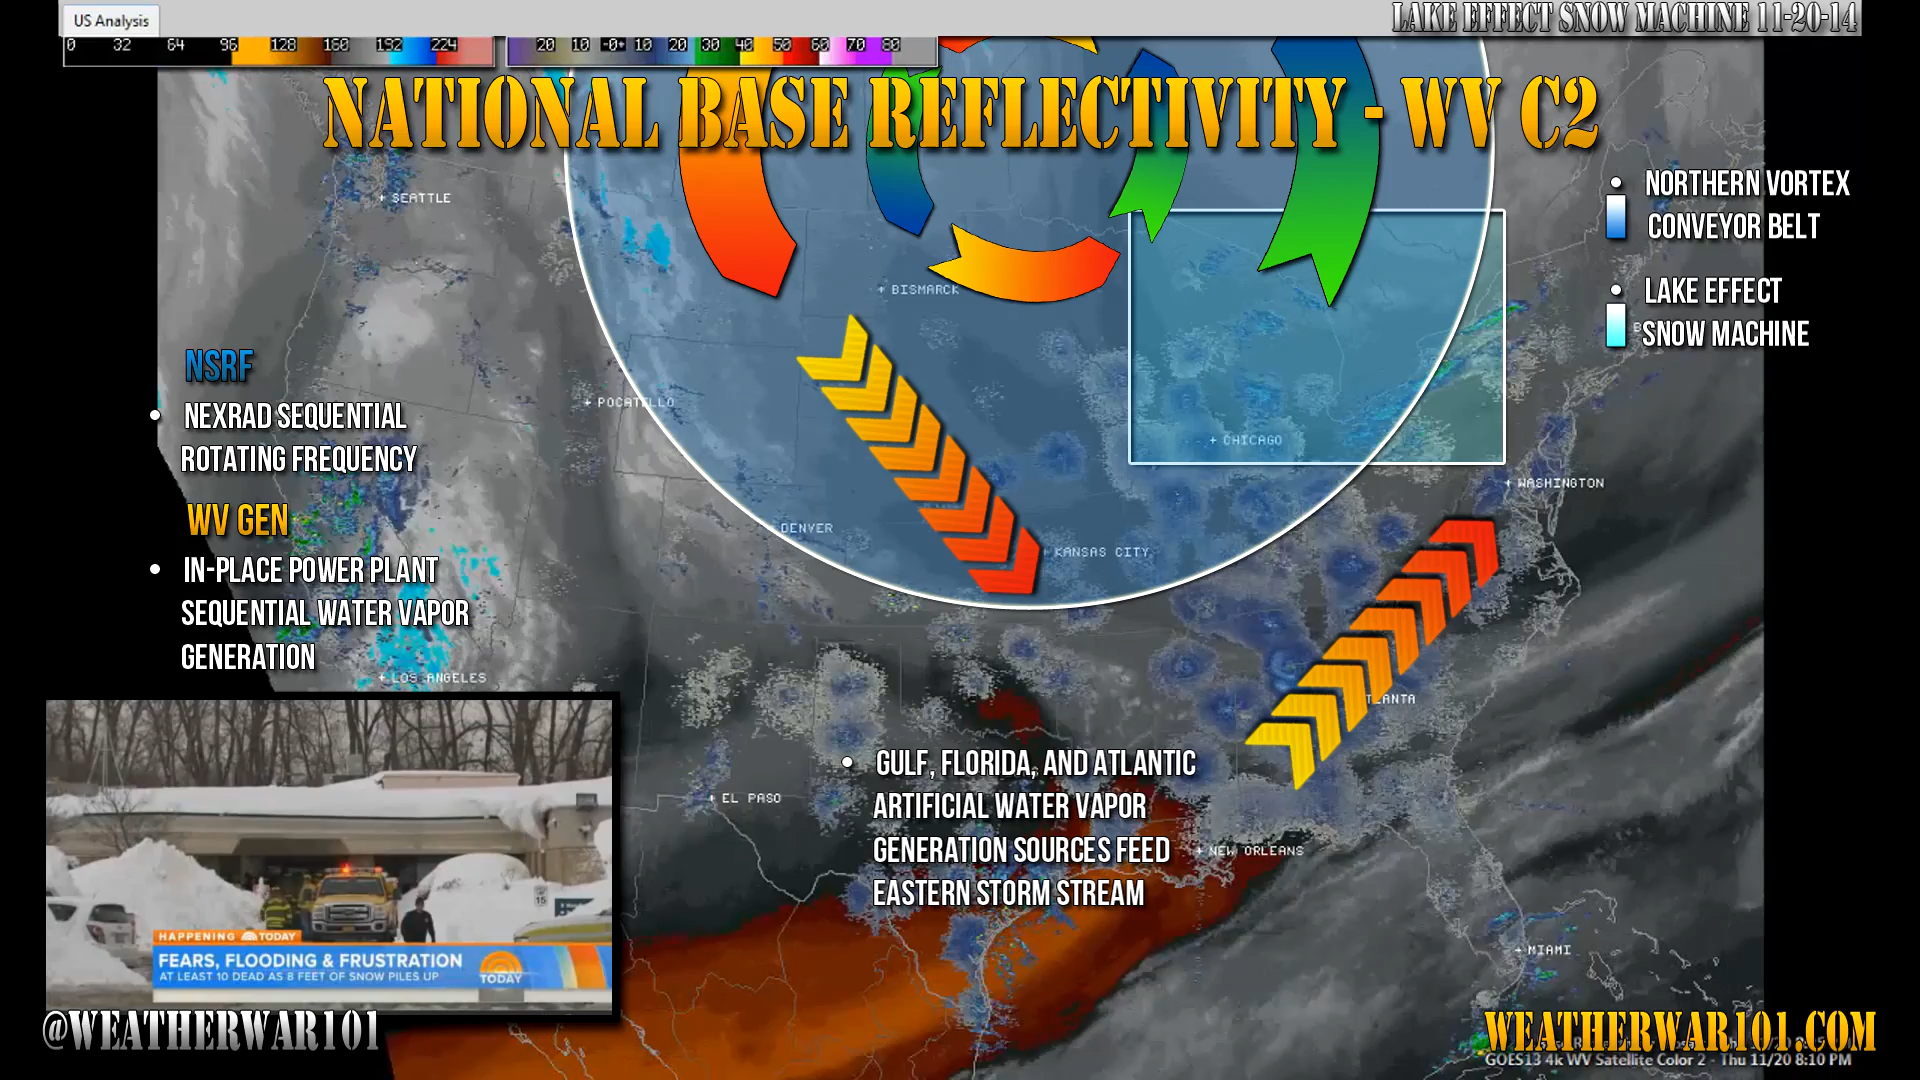 US Analysis
LAKE EFFECT SNOW MACHINE 11-20-14
0 32 64 96 128 160 192 224
20 10 -0+ 10 20 30 40 50 60 70 80
NATIONAL BASE REFLECTIVITY - WV C2
• NORTHERN VORTEX
CONVEYOR BELT
• LAKE EFFECT
SNOW MACHINE
+ SEATTLE
+ BISMARCK
NSRF
• NEXRAD SEQUENTIAL
ROTATING FREQUENCY
+ POCATELLO
+ CHICAGO
+ WASHINGTON
WV GEN
• IN-PLACE POWER PLANT
SEQUENTIAL WATER VAPOR
GENERATION
DENVER
+ KANSAS CITY
+ LOS ANGELES
TLANTA
• GULF, FLORIDA, AND ATLANTIC
ARTIFICIAL WATER VAPOR
GENERATION SOURCES FEED
EASTERN STORM STREAM
+ EL PASO
+ NEW ORLEANS
+ MIAMI
15
HAPPENING TODAY
FEARS, FLOODING & FRUSTRATION
AT LEAST 10 DEAD AS 8 FEET OF SNOW PILES UP
TODAY
@WEATHERWAR101
WEATHERWAR101.COM
GOES13 4k WV Satellite Color 2 - Thu 11/20 8:10 PM